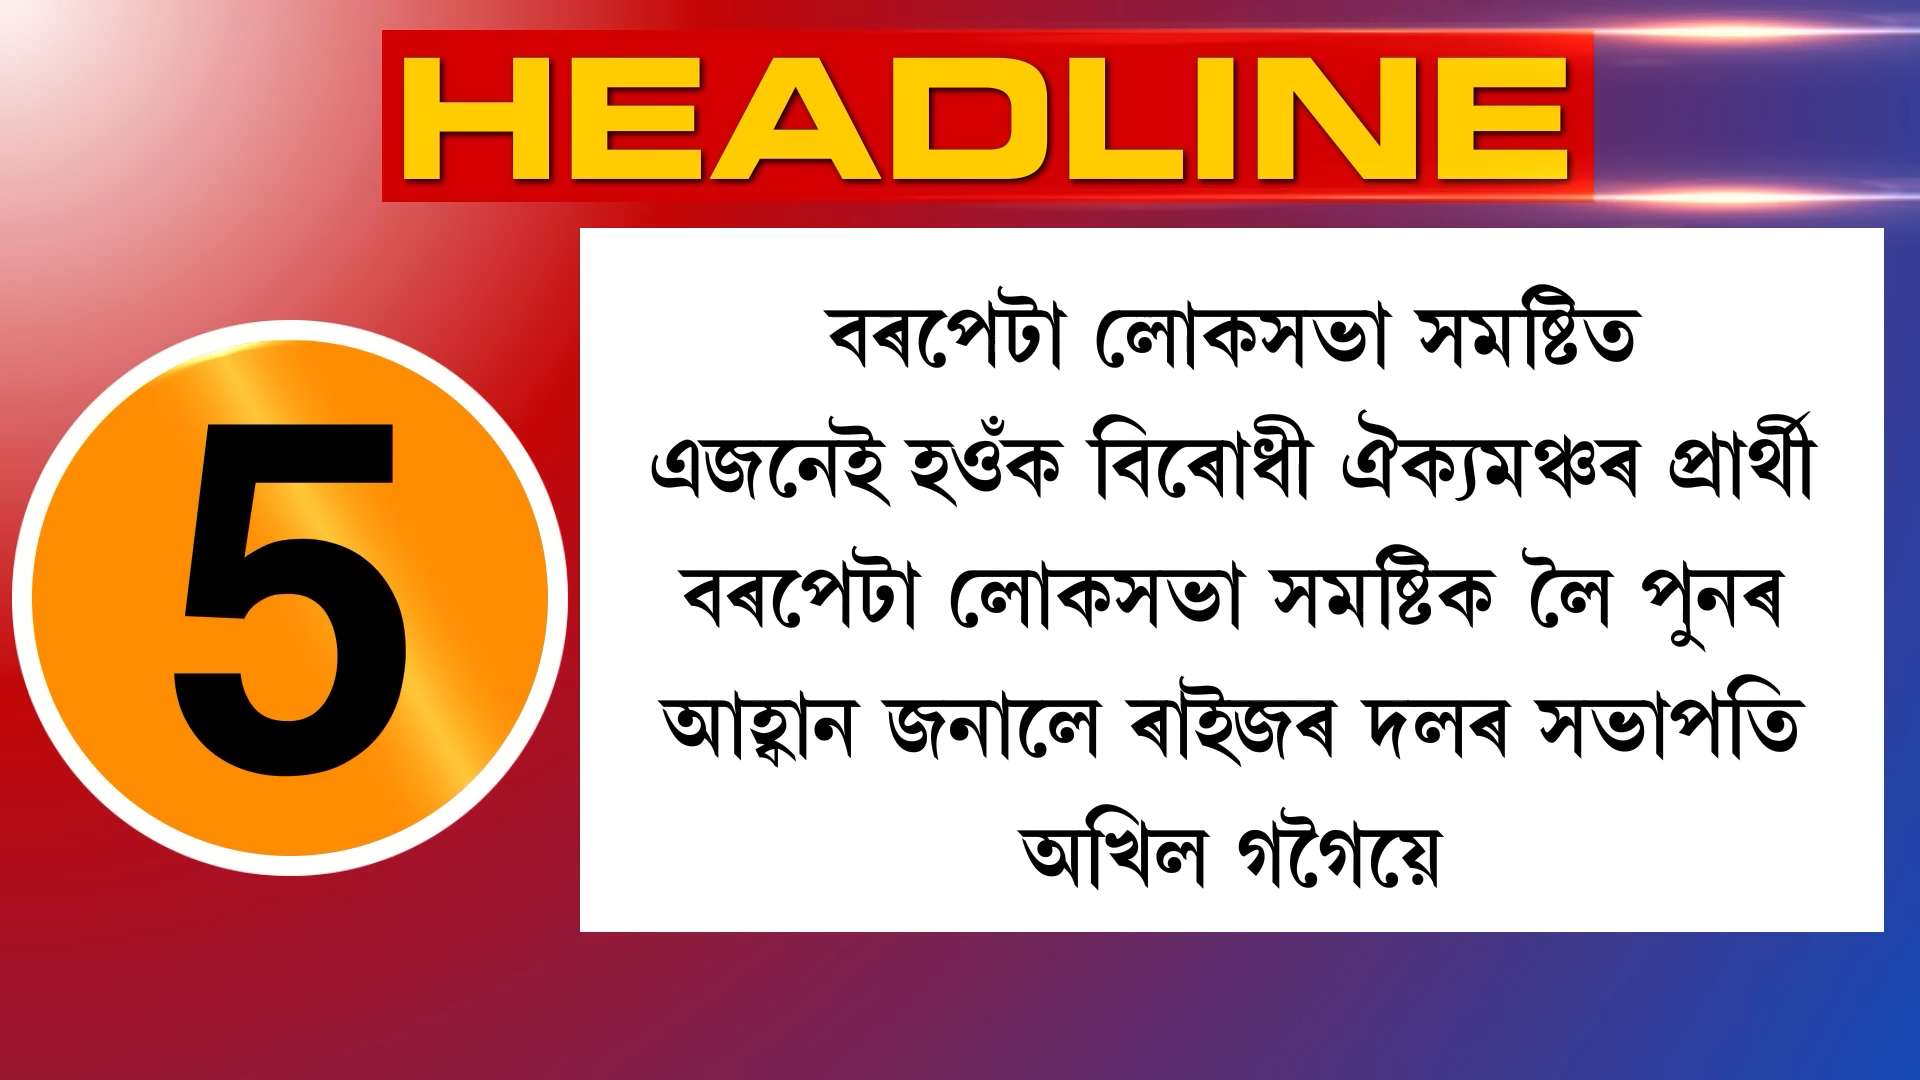 HEADLINE
5
বৰপেটা লোকসভা সমষ্টিত
এজনেই হওঁক বিৰোধী ঐক্যমঞ্চৰ প্ৰাৰ্থী
বৰপেটা লোকসভা সমষ্টিক লৈ পুনৰ
আহ্বান জনালে ৰাইজৰ দলৰ সভাপতি
অখিল গগৈয়ে